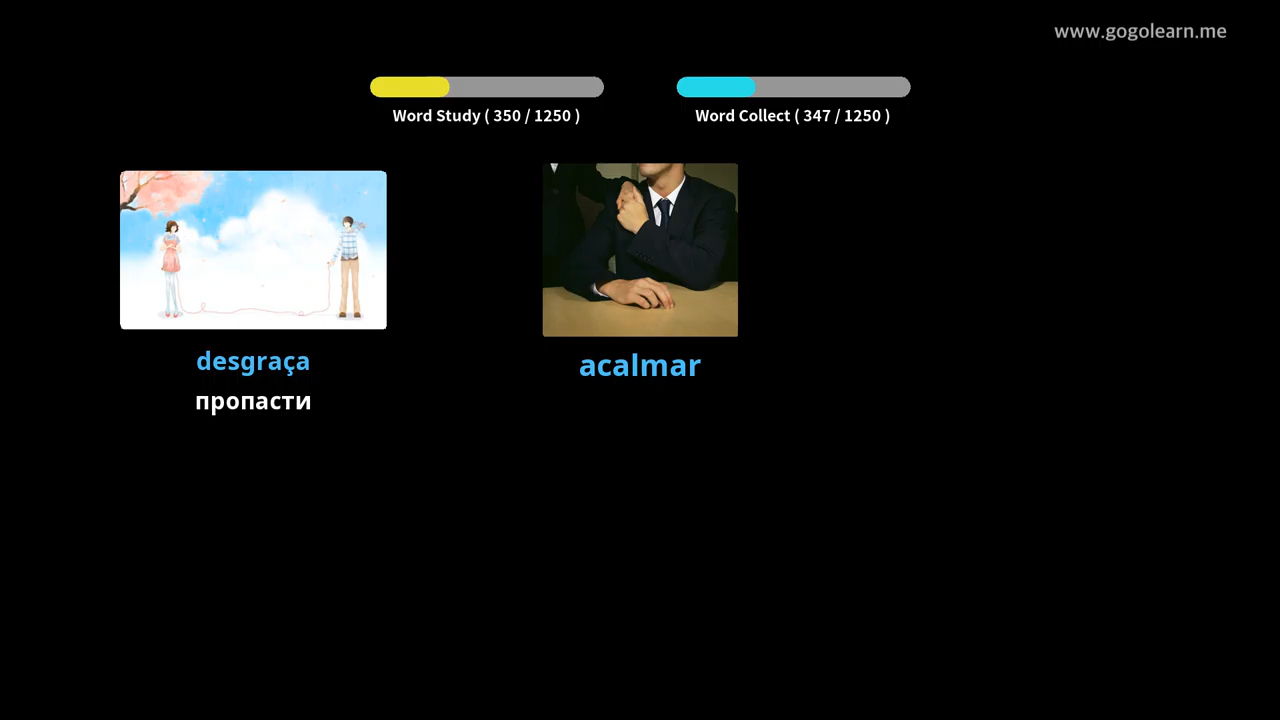 www.gogolearn.me
Word Study ( 350 / 1250 )
Word Collect ( 347 / 1250 )
desgraça
пропасти
acalmar